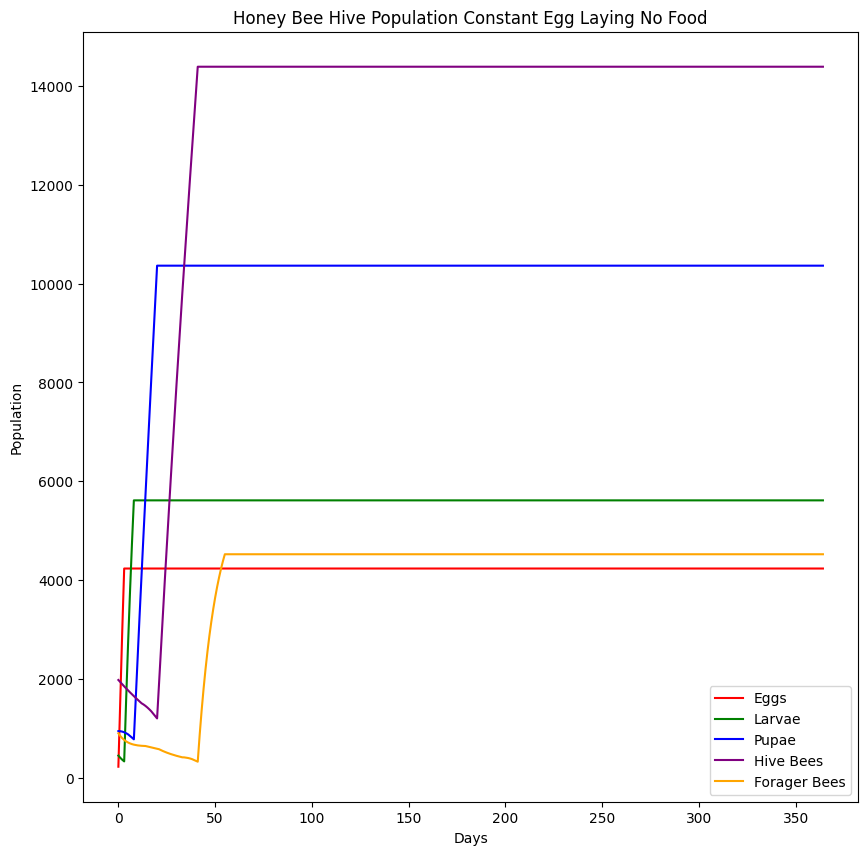 Honey Bee Hive Population Constant Egg Laying No Food
14000
12000
10000
8000
6000
4000
2000
0
Population
0 50 100 150 200 250 300 350
Days
Eggs
Larvae
Pupae
Hive Bees
Forager Bees